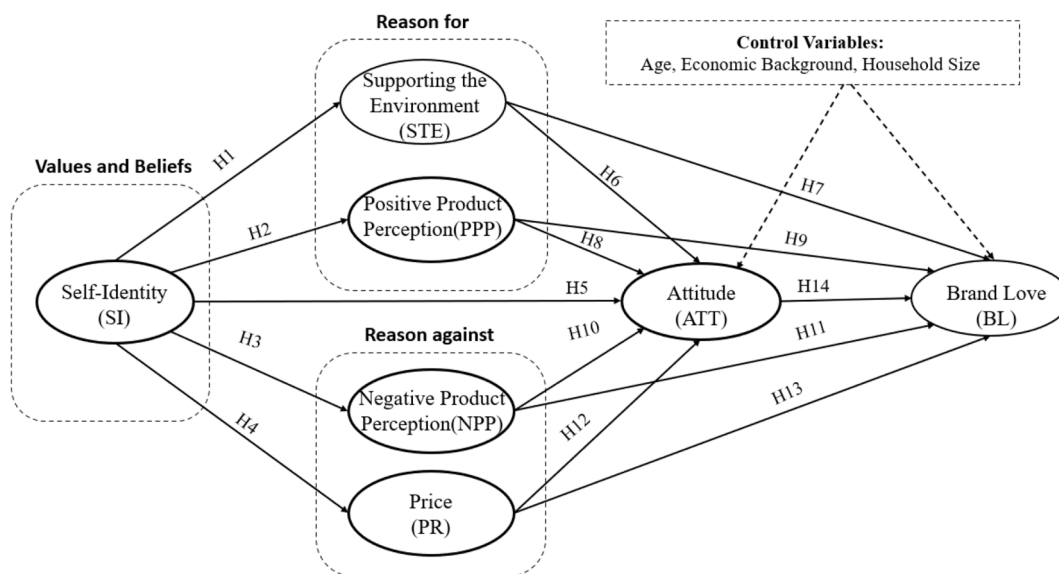 Reason for
Control Variables:
Age, Economic Background, Household Size
Supporting the
Environment
(STE)
Values and Beliefs
H1
H6
H7
Positive Product
Perception(PPP)
H2
H8
H9
Self-Identity
(SI)
H5
Attitude
(ATT)
H14
Brand Love
(BL)
H3
Reason against
H10
H11
Negative Product
Perception(NPP)
H4
H12
H13
Price
(PR)